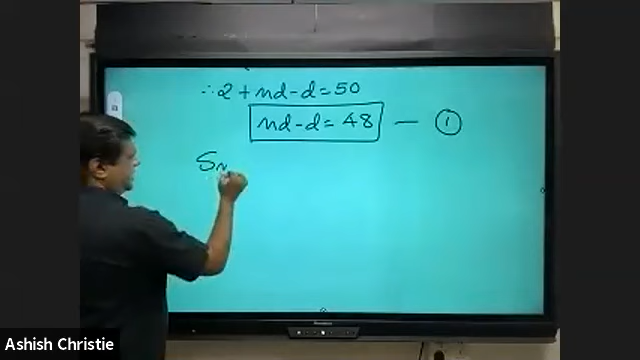 ∴ 2 + nd - d = 50
nd - d = 48 — ①
Sn
Ashish Christie